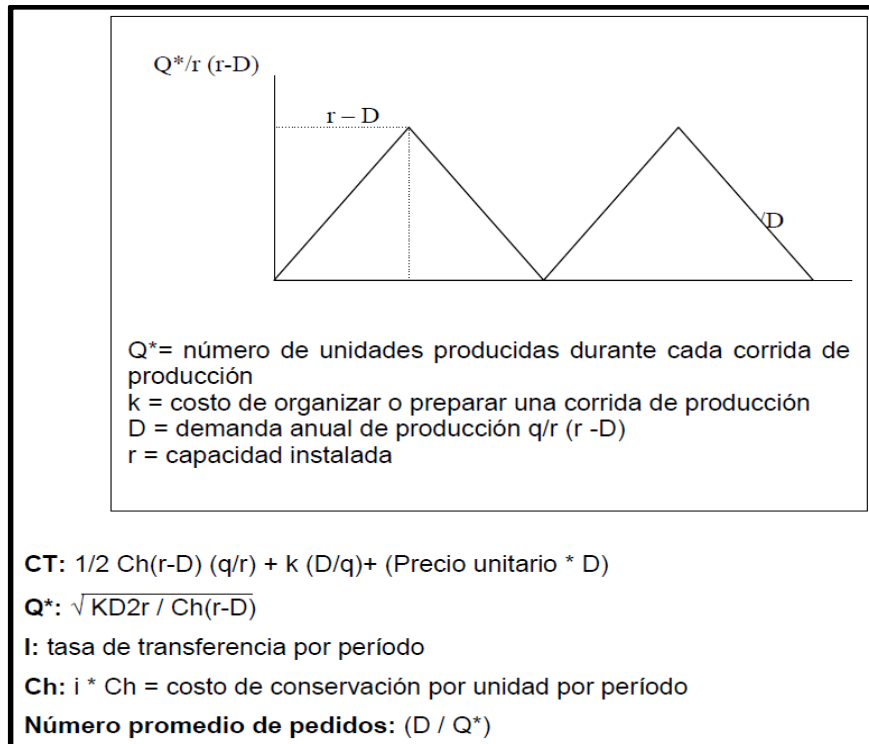 Q*/r (r-D)
r – D
/D
Q*= número de unidades producidas durante cada corrida de
producción
k = costo de organizar o preparar una corrida de producción
D = demanda anual de producción q/r (r -D)
r = capacidad instalada
CT: 1/2 Ch(r-D) (q/r) + k (D/q)+ (Precio unitario * D)
Q*: √ KD2r / Ch(r-D)
I: tasa de transferencia por período
Ch: i * Ch = costo de conservación por unidad por período
Número promedio de pedidos: (D / Q*)